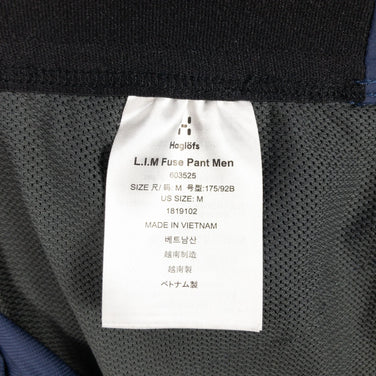 Haglöfs
L.I.M Fuse Pant Men
603525
SIZE 尺/码: M 号型:175/92B
US SIZE: M
1819102
MADE IN VIETNAM
베트남산
越南制造
越南製
ベトナム製